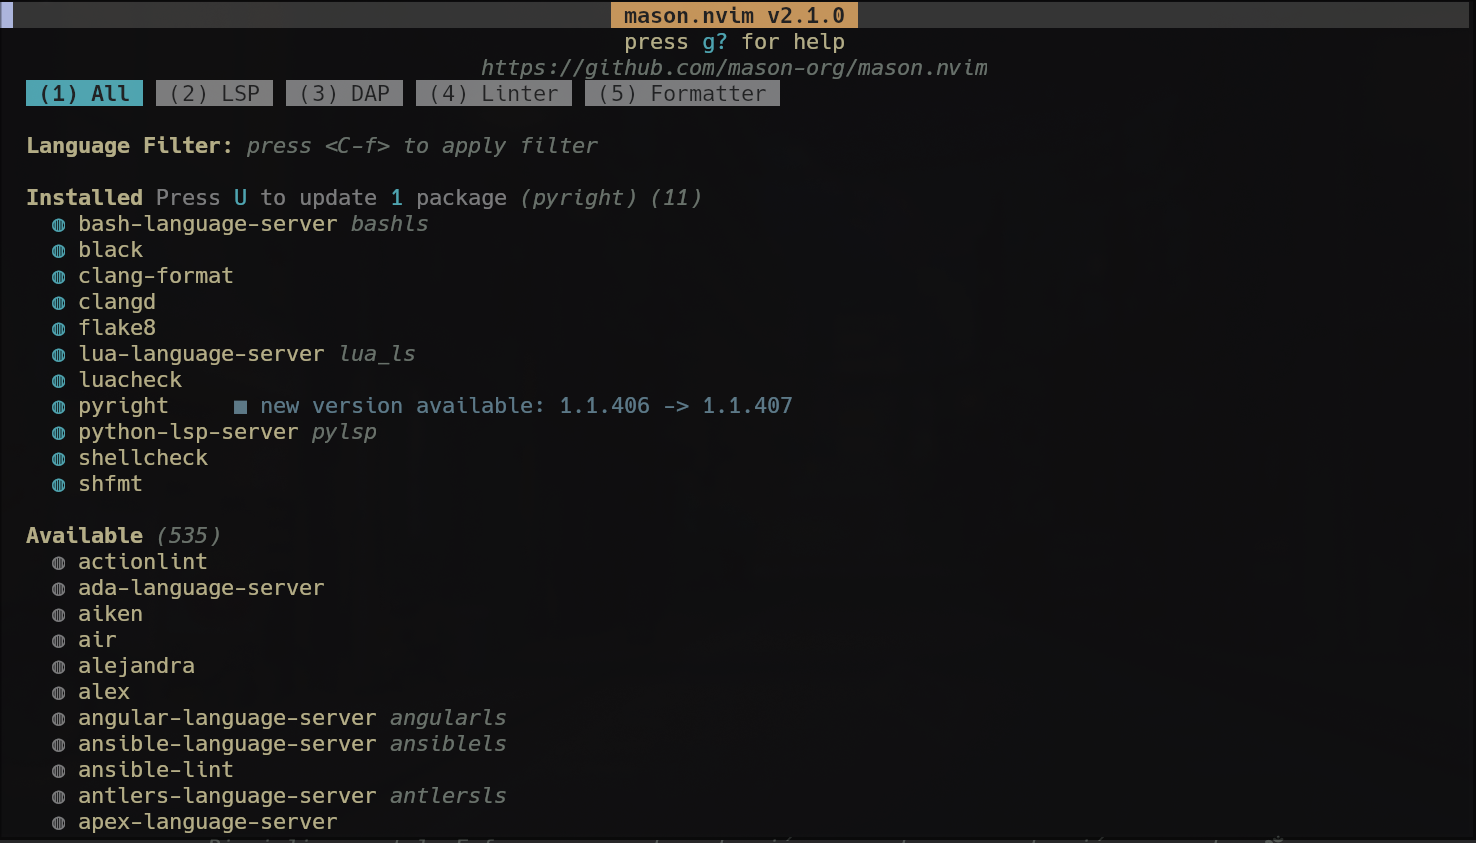 mason.nvim v2.1.0
press g? for help
https://github.com/mason-org/mason.nvim
(1) All (2) LSP (3) DAP (4) Linter (5) Formatter
Language Filter: press <C-f> to apply filter
Installed Press U to update 1 package (pyright) (11)
◍ bash-language-server bashls
◍ black
◍ clang-format
◍ clangd
◍ flake8
◍ lua-language-server lua_ls
◍ luacheck
◍ pyright ■ new version available: 1.1.406 -> 1.1.407
◍ python-lsp-server pylsp
◍ shellcheck
◍ shfmt
Available (535)
◍ actionlint
◍ ada-language-server
◍ aiken
◍ air
◍ alejandra
◍ alex
◍ angular-language-server angularls
◍ ansible-language-server ansiblels
◍ ansible-lint
◍ antlers-language-server antlersls
◍ apex-language-server